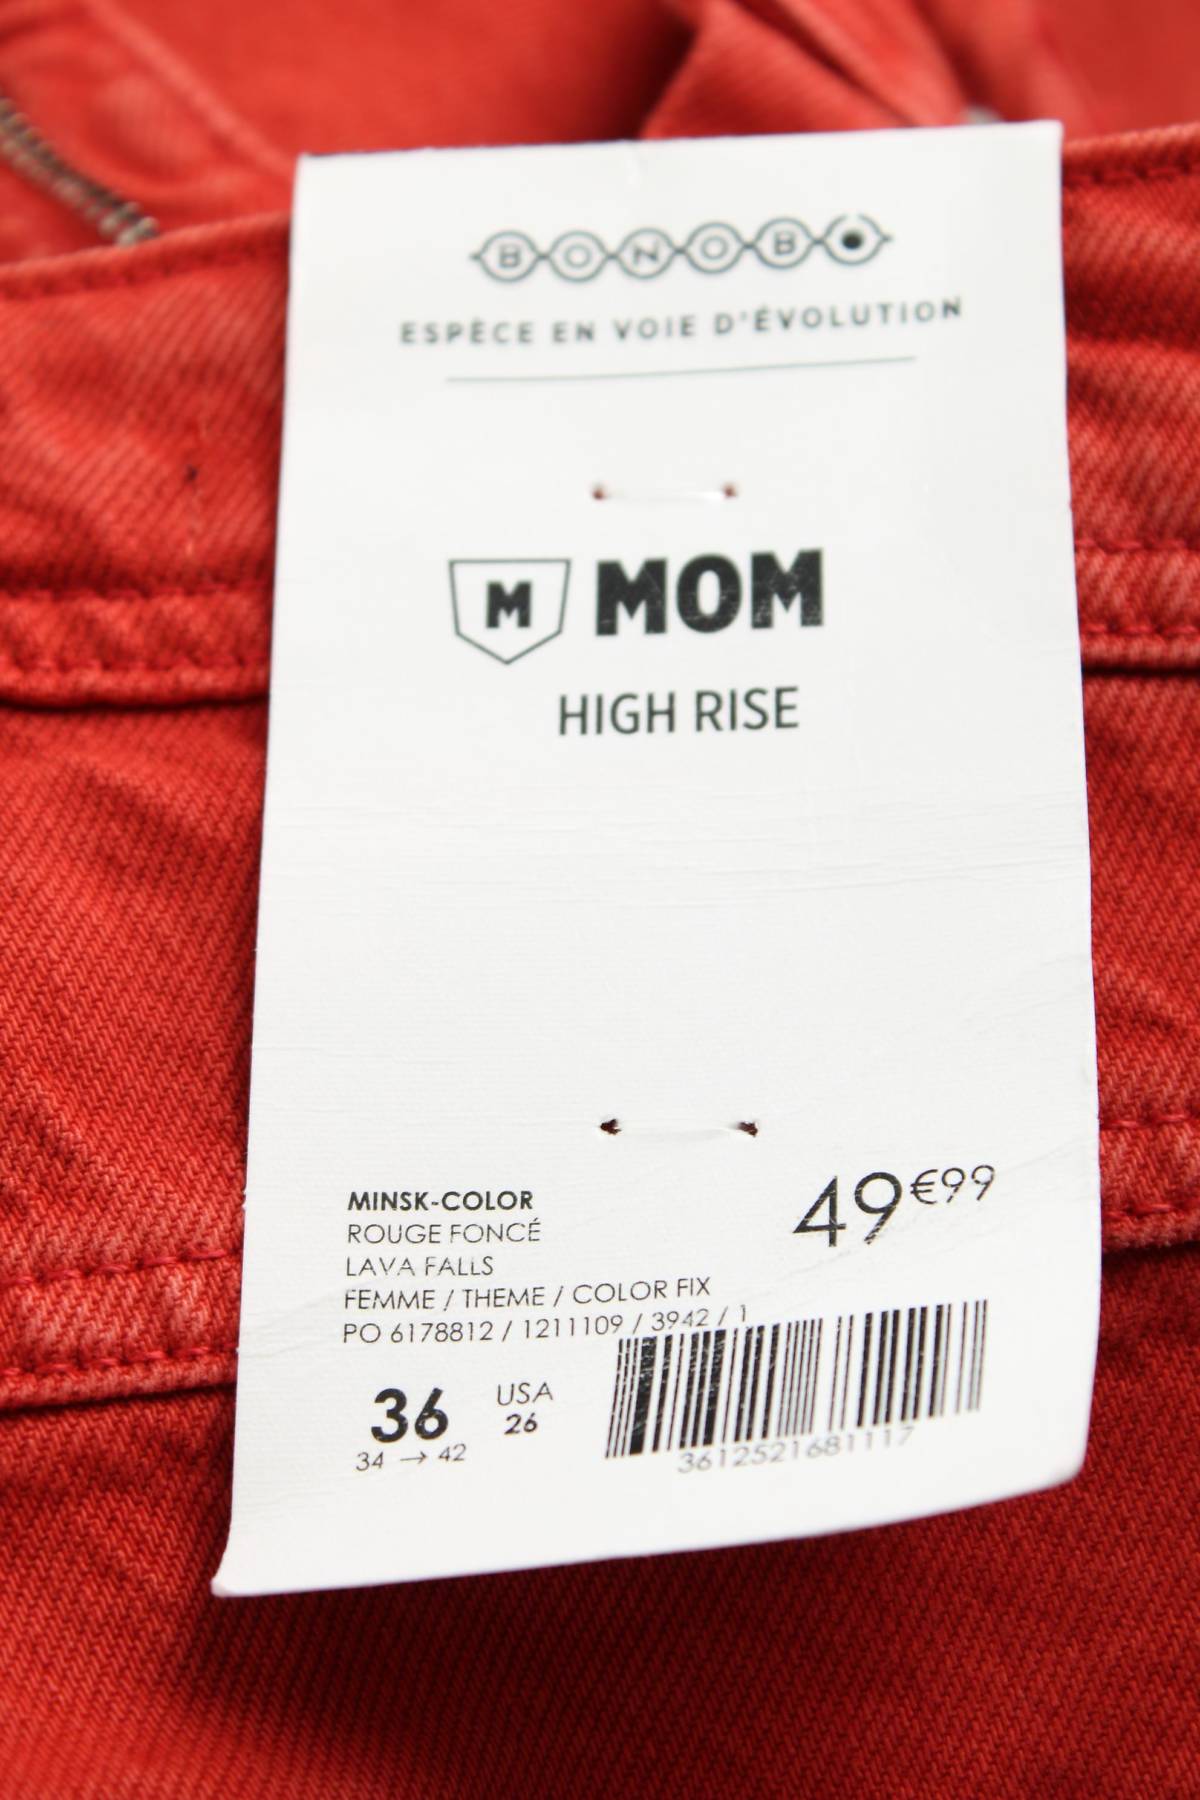 BONOBO
ESPÈCE EN VOIE D'ÉVOLUTION
M MOM
HIGH RISE
MINSK-COLOR
49€99
ROUGE FONCÉ
LAVA FALLS
FEMME / THEME / COLOR FIX
PO 6178812 / 1211109 / 3942 / 1
36 USA
26
34 → 42
3612521681117